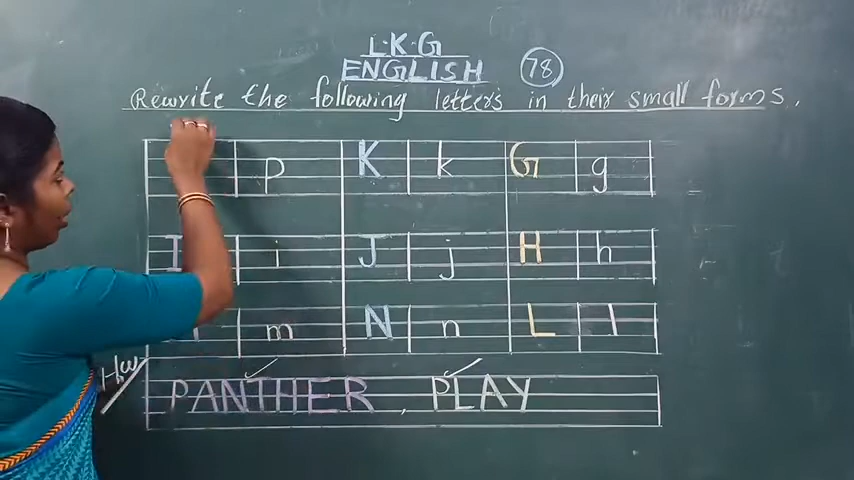 L.K.G
ENGLISH 78
Rewrite the following letters in their small forms.
p K k G g
I i J j H h
m N n L l
HW PANTHER PLAY